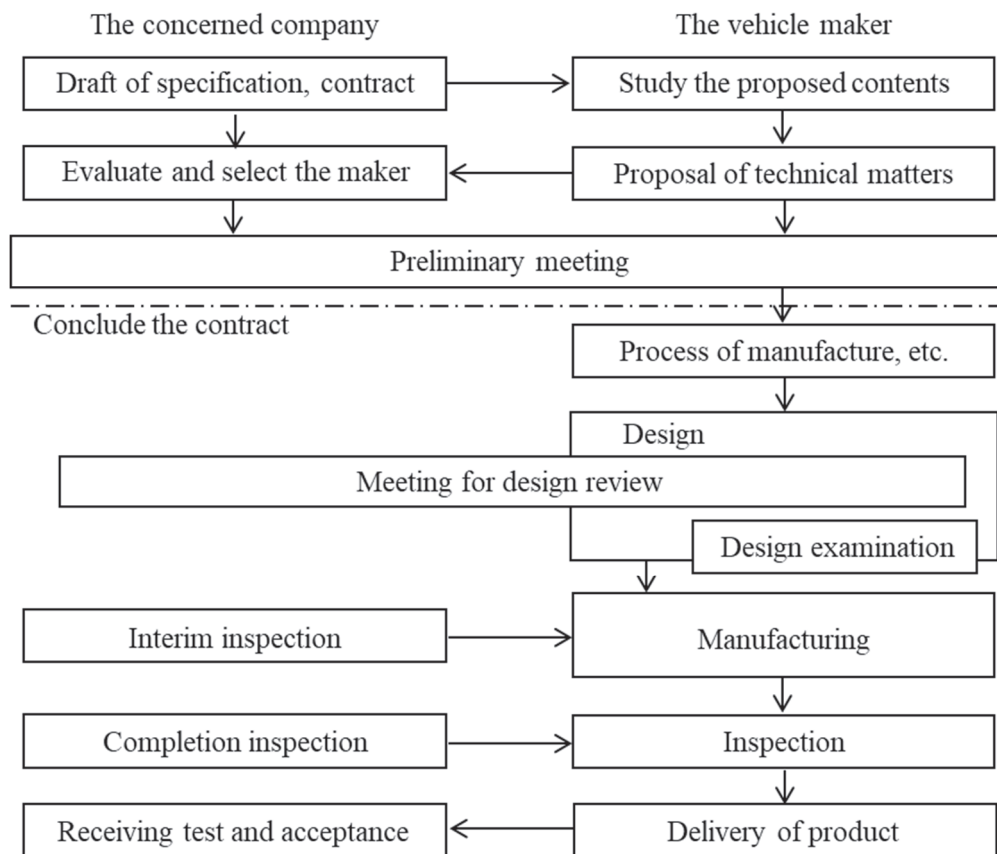 The concerned company
The vehicle maker
Draft of specification, contract
Study the proposed contents
Evaluate and select the maker
Proposal of technical matters
Preliminary meeting
Conclude the contract
Process of manufacture, etc.
Design
Meeting for design review
Design examination
Interim inspection
Manufacturing
Completion inspection
Inspection
Receiving test and acceptance
Delivery of product